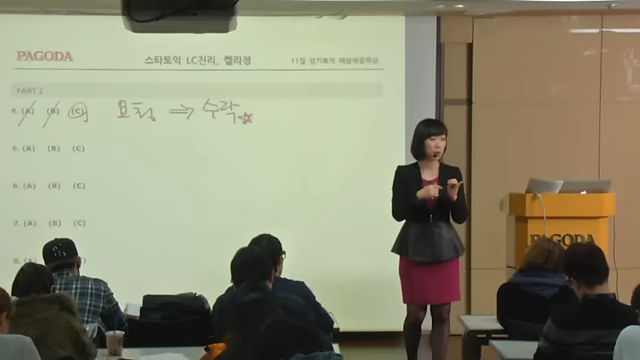 PAGODA 스타토익 LC진리, 켈리정 11월 정기토익 예상적중특강
PART 2
4. (A) (B) (C) 요청 ⇒ 수락
5. (A) (B) (C)
6. (A) (B) (C)
7. (A) (B) (C)
8. (A)
PAGODA